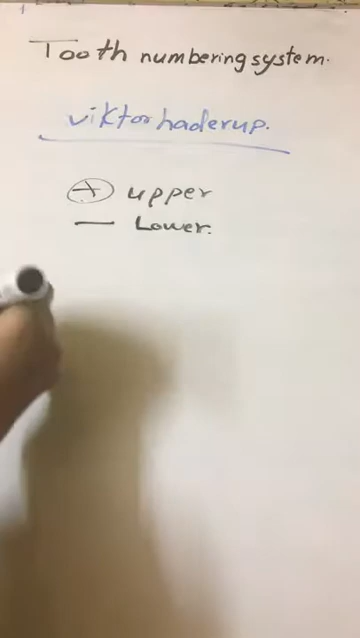 Tooth numbering system.
viktor haderup.
+ upper
— Lower.